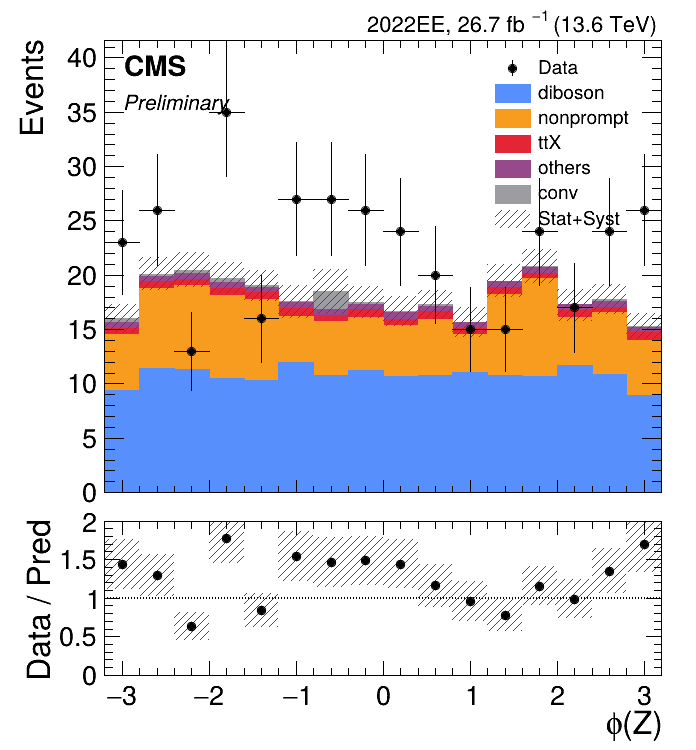 2022EE, 26.7 fb⁻¹ (13.6 TeV)
Events
CMS
Preliminary
Data
diboson
nonprompt
ttX
others
conv
Stat+Syst
40
35
30
25
20
15
10
5
0
Data / Pred
2
1.5
1
0.5
0
−3 −2 −1 0 1 2 3
ϕ(Z)